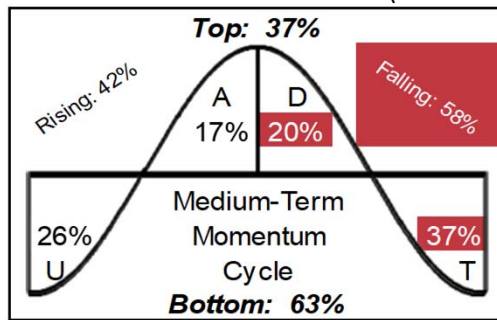 Top: 37%
Rising: 42%
Falling: 58%
A
D
17%
20%
Medium-Term
26%
Momentum
37%
U
Cycle
T
Bottom: 63%